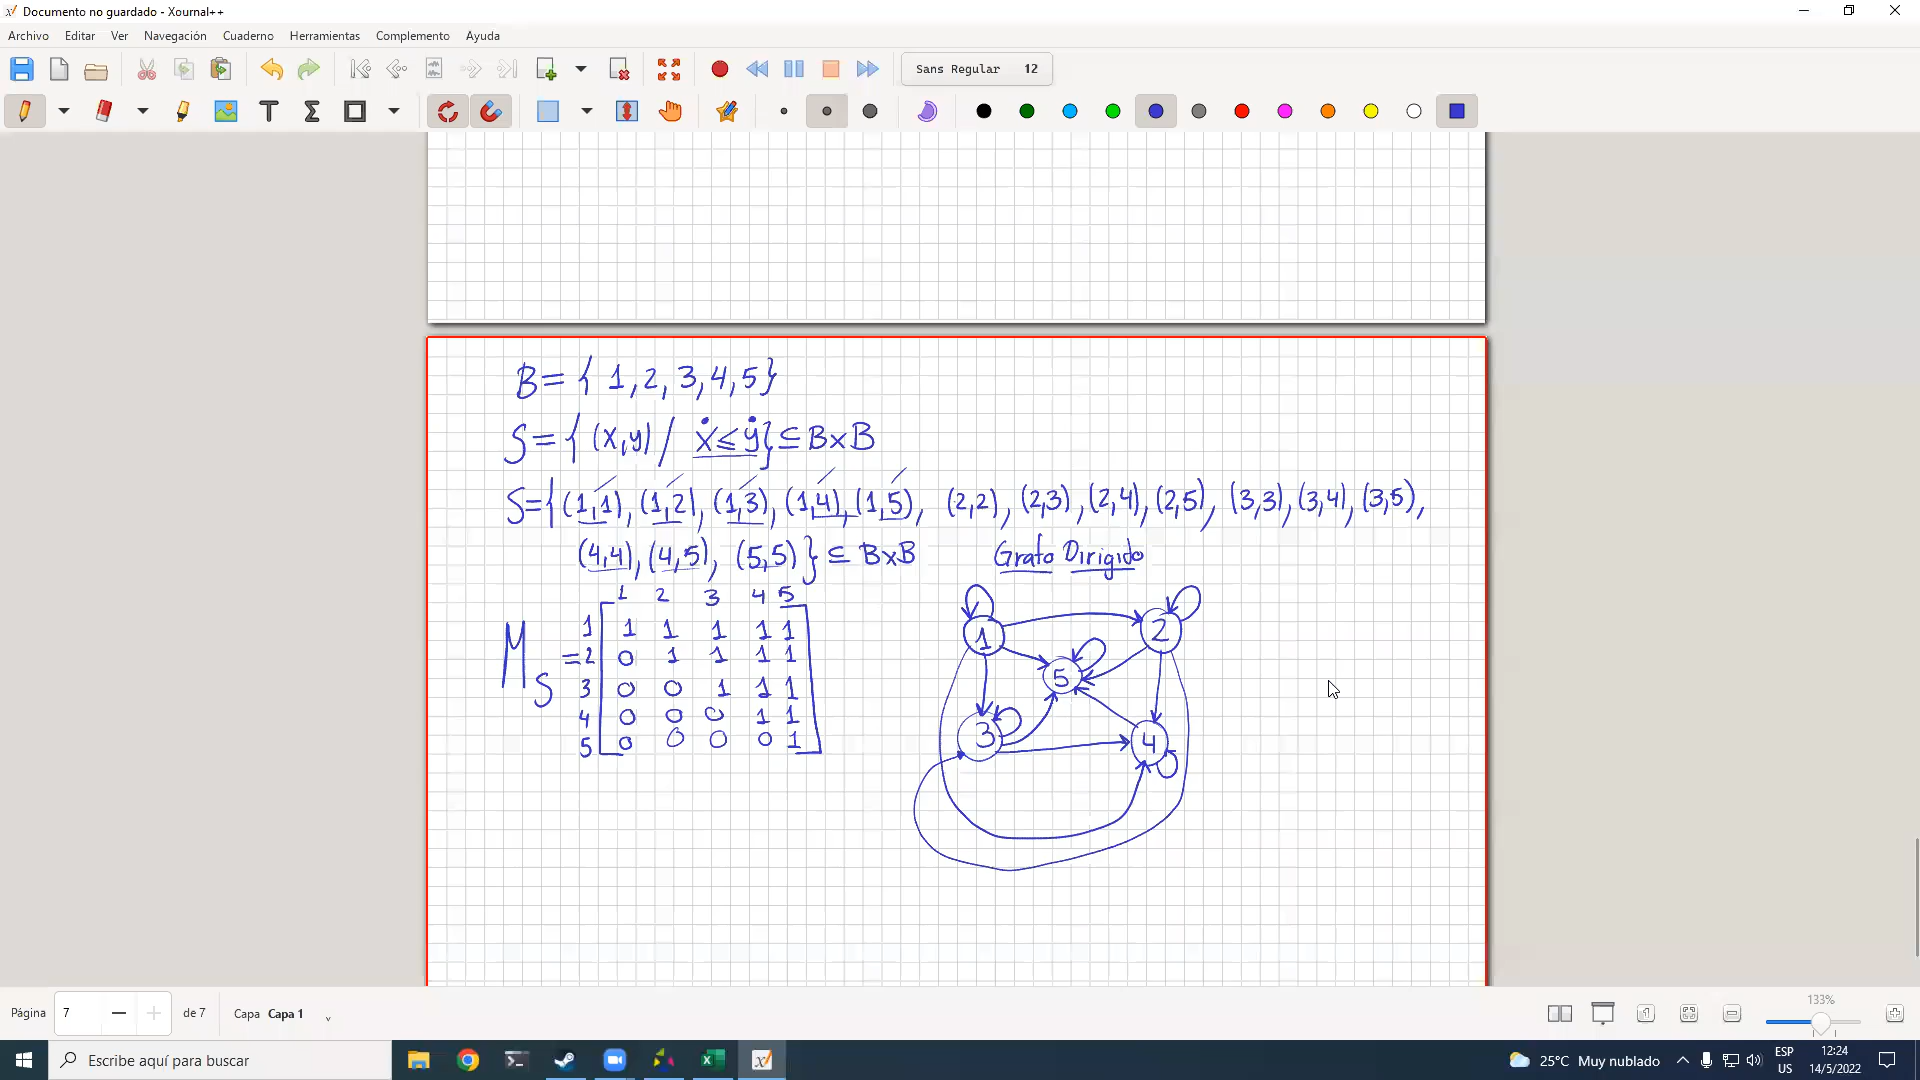 Documento no guardado - Xournal++
Archivo Editar Ver Navegación Cuaderno Herramientas Complemento Ayuda
Sans Regular 12
B = { 1, 2, 3, 4, 5}
S = { (x,y) / x ≤ y} ⊆ B×B
S = { (1,1), (1,2), (1,3), (1,4), (1,5), (2,2), (2,3), (2,4), (2,5), (3,3), (3,4), (3,5),
(4,4), (4,5), (5,5) } ⊆ B×B
Grafo Dirigido
1 2 3 4 5
1 1 1 1 1 1
M_S = 2 0 1 1 1 1
3 0 0 1 1 1
4 0 0 0 1 1
5 0 0 0 0 1
1 2
5
3 4
Página 7 de 7 Capa Capa 1
133%
Escribe aquí para buscar
25°C Muy nublado
ESP
US
12:24
14/5/2022